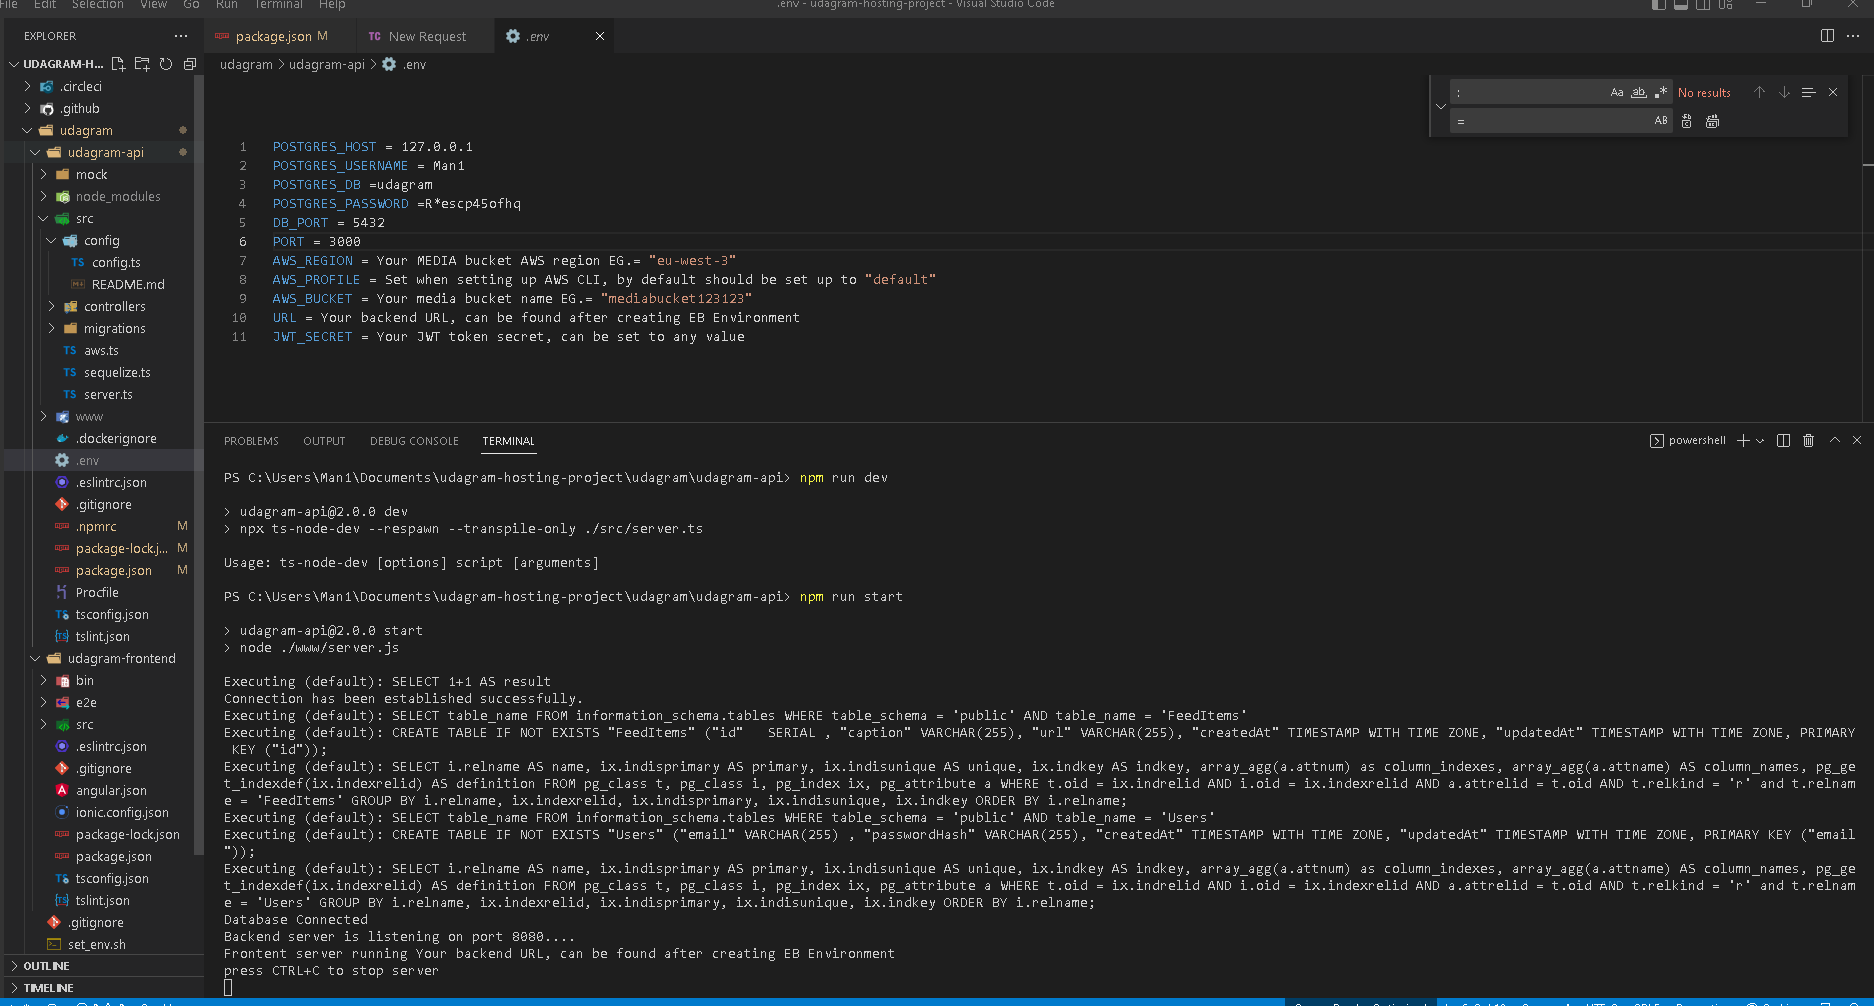 File Edit Selection View Go Run Terminal Help
.env - udagram-hosting-project - Visual Studio Code
EXPLORER
UDAGRAM-H...
.circleci
.github
udagram
udagram-api
mock
node_modules
src
config
TS config.ts
README.md
controllers
migrations
TS aws.ts
TS sequelize.ts
TS server.ts
www
.dockerignore
.env
.eslintrc.json
.gitignore
.npmrc M
package-lock.j... M
package.json M
Procfile
tsconfig.json
tslint.json
udagram-frontend
bin
e2e
src
.eslintrc.json
.gitignore
angular.json
ionic.config.json
package-lock.json
package.json
tsconfig.json
tslint.json
.gitignore
set_env.sh
OUTLINE
TIMELINE
package.json M
TC New Request
.env
udagram > udagram-api > .env
: Aa ab .* No results
= AB
1 POSTGRES_HOST = 127.0.0.1
2 POSTGRES_USERNAME = Man1
3 POSTGRES_DB =udagram
4 POSTGRES_PASSWORD =R*escp45ofhq
5 DB_PORT = 5432
6 PORT = 3000
7 AWS_REGION = Your MEDIA bucket AWS region EG.= "eu-west-3"
8 AWS_PROFILE = Set when setting up AWS CLI, by default should be set up to "default"
9 AWS_BUCKET = Your media bucket name EG.= "mediabucket123123"
10 URL = Your backend URL, can be found after creating EB Environment
11 JWT_SECRET = Your JWT token secret, can be set to any value
PROBLEMS OUTPUT DEBUG CONSOLE TERMINAL
powershell
PS C:\Users\Man1\Documents\udagram-hosting-project\udagram\udagram-api> npm run dev
> udagram-api@2.0.0 dev
> npx ts-node-dev --respawn --transpile-only ./src/server.ts
Usage: ts-node-dev [options] script [arguments]
PS C:\Users\Man1\Documents\udagram-hosting-project\udagram\udagram-api> npm run start
> udagram-api@2.0.0 start
> node ./www/server.js
Executing (default): SELECT 1+1 AS result
Connection has been established successfully.
Executing (default): SELECT table_name FROM information_schema.tables WHERE table_schema = 'public' AND table_name = 'FeedItems'
Executing (default): CREATE TABLE IF NOT EXISTS "FeedItems" ("id"   SERIAL , "caption" VARCHAR(255), "url" VARCHAR(255), "createdAt" TIMESTAMP WITH TIME ZONE, "updatedAt" TIMESTAMP WITH TIME ZONE, PRIMARY
KEY ("id"));
Executing (default): SELECT i.relname AS name, ix.indisprimary AS primary, ix.indisunique AS unique, ix.indkey AS indkey, array_agg(a.attnum) as column_indexes, array_agg(a.attname) AS column_names, pg_ge
t_indexdef(ix.indexrelid) AS definition FROM pg_class t, pg_class i, pg_index ix, pg_attribute a WHERE t.oid = ix.indrelid AND i.oid = ix.indexrelid AND a.attrelid = t.oid AND t.relkind = 'r' and t.relnam
e = 'FeedItems' GROUP BY i.relname, ix.indexrelid, ix.indisprimary, ix.indisunique, ix.indkey ORDER BY i.relname;
Executing (default): SELECT table_name FROM information_schema.tables WHERE table_schema = 'public' AND table_name = 'Users'
Executing (default): CREATE TABLE IF NOT EXISTS "Users" ("email" VARCHAR(255) , "passwordHash" VARCHAR(255), "createdAt" TIMESTAMP WITH TIME ZONE, "updatedAt" TIMESTAMP WITH TIME ZONE, PRIMARY KEY ("email
"));
Executing (default): SELECT i.relname AS name, ix.indisprimary AS primary, ix.indisunique AS unique, ix.indkey AS indkey, array_agg(a.attnum) as column_indexes, array_agg(a.attname) AS column_names, pg_ge
t_indexdef(ix.indexrelid) AS definition FROM pg_class t, pg_class i, pg_index ix, pg_attribute a WHERE t.oid = ix.indrelid AND i.oid = ix.indexrelid AND a.attrelid = t.oid AND t.relkind = 'r' and t.relnam
e = 'Users' GROUP BY i.relname, ix.indexrelid, ix.indisprimary, ix.indisunique, ix.indkey ORDER BY i.relname;
Database Connected
Backend server is listening on port 8080....
Frontent server running Your backend URL, can be found after creating EB Environment
press CTRL+C to stop server